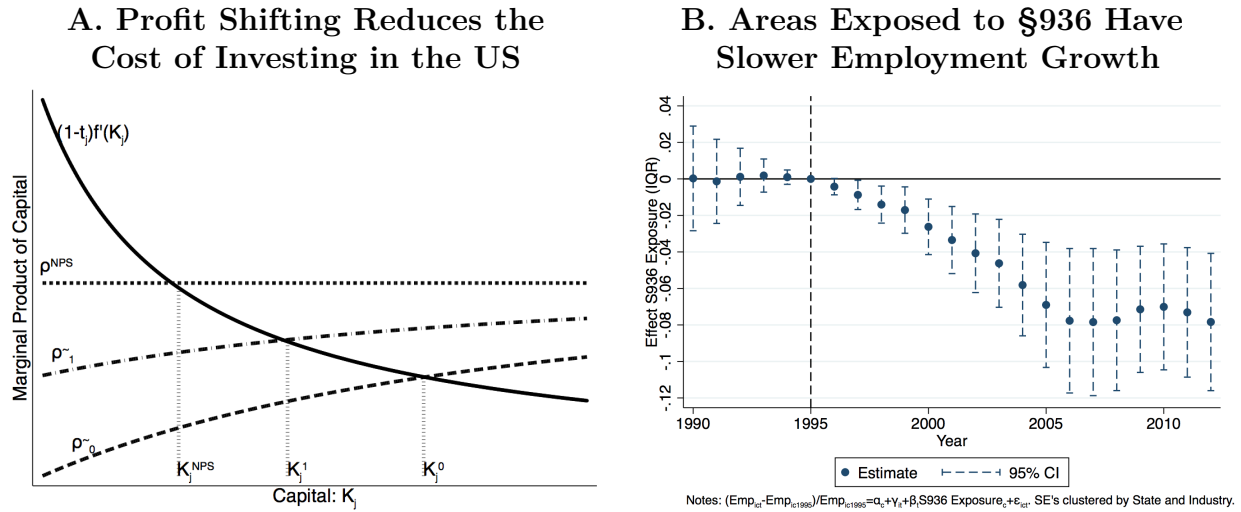 A. Profit Shifting Reduces the
Cost of Investing in the US
(1-tj)f'(Kj)
ρNPS
ρ~1
ρ~0
KjNPS
Kj1
Kj0
Marginal Product of Capital
Capital: Kj
B. Areas Exposed to §936 Have
Slower Employment Growth
Effect S936 Exposure (IQR)
.04
.02
0
-.02
-.04
-.06
-.08
-.1
-.12
1990
1995
2000
2005
2010
Year
Estimate
95% CI
Notes: (Empict-Empic1995)/Empic1995=αc+γit+βtS936 Exposurec+εict. SE's clustered by State and Industry.